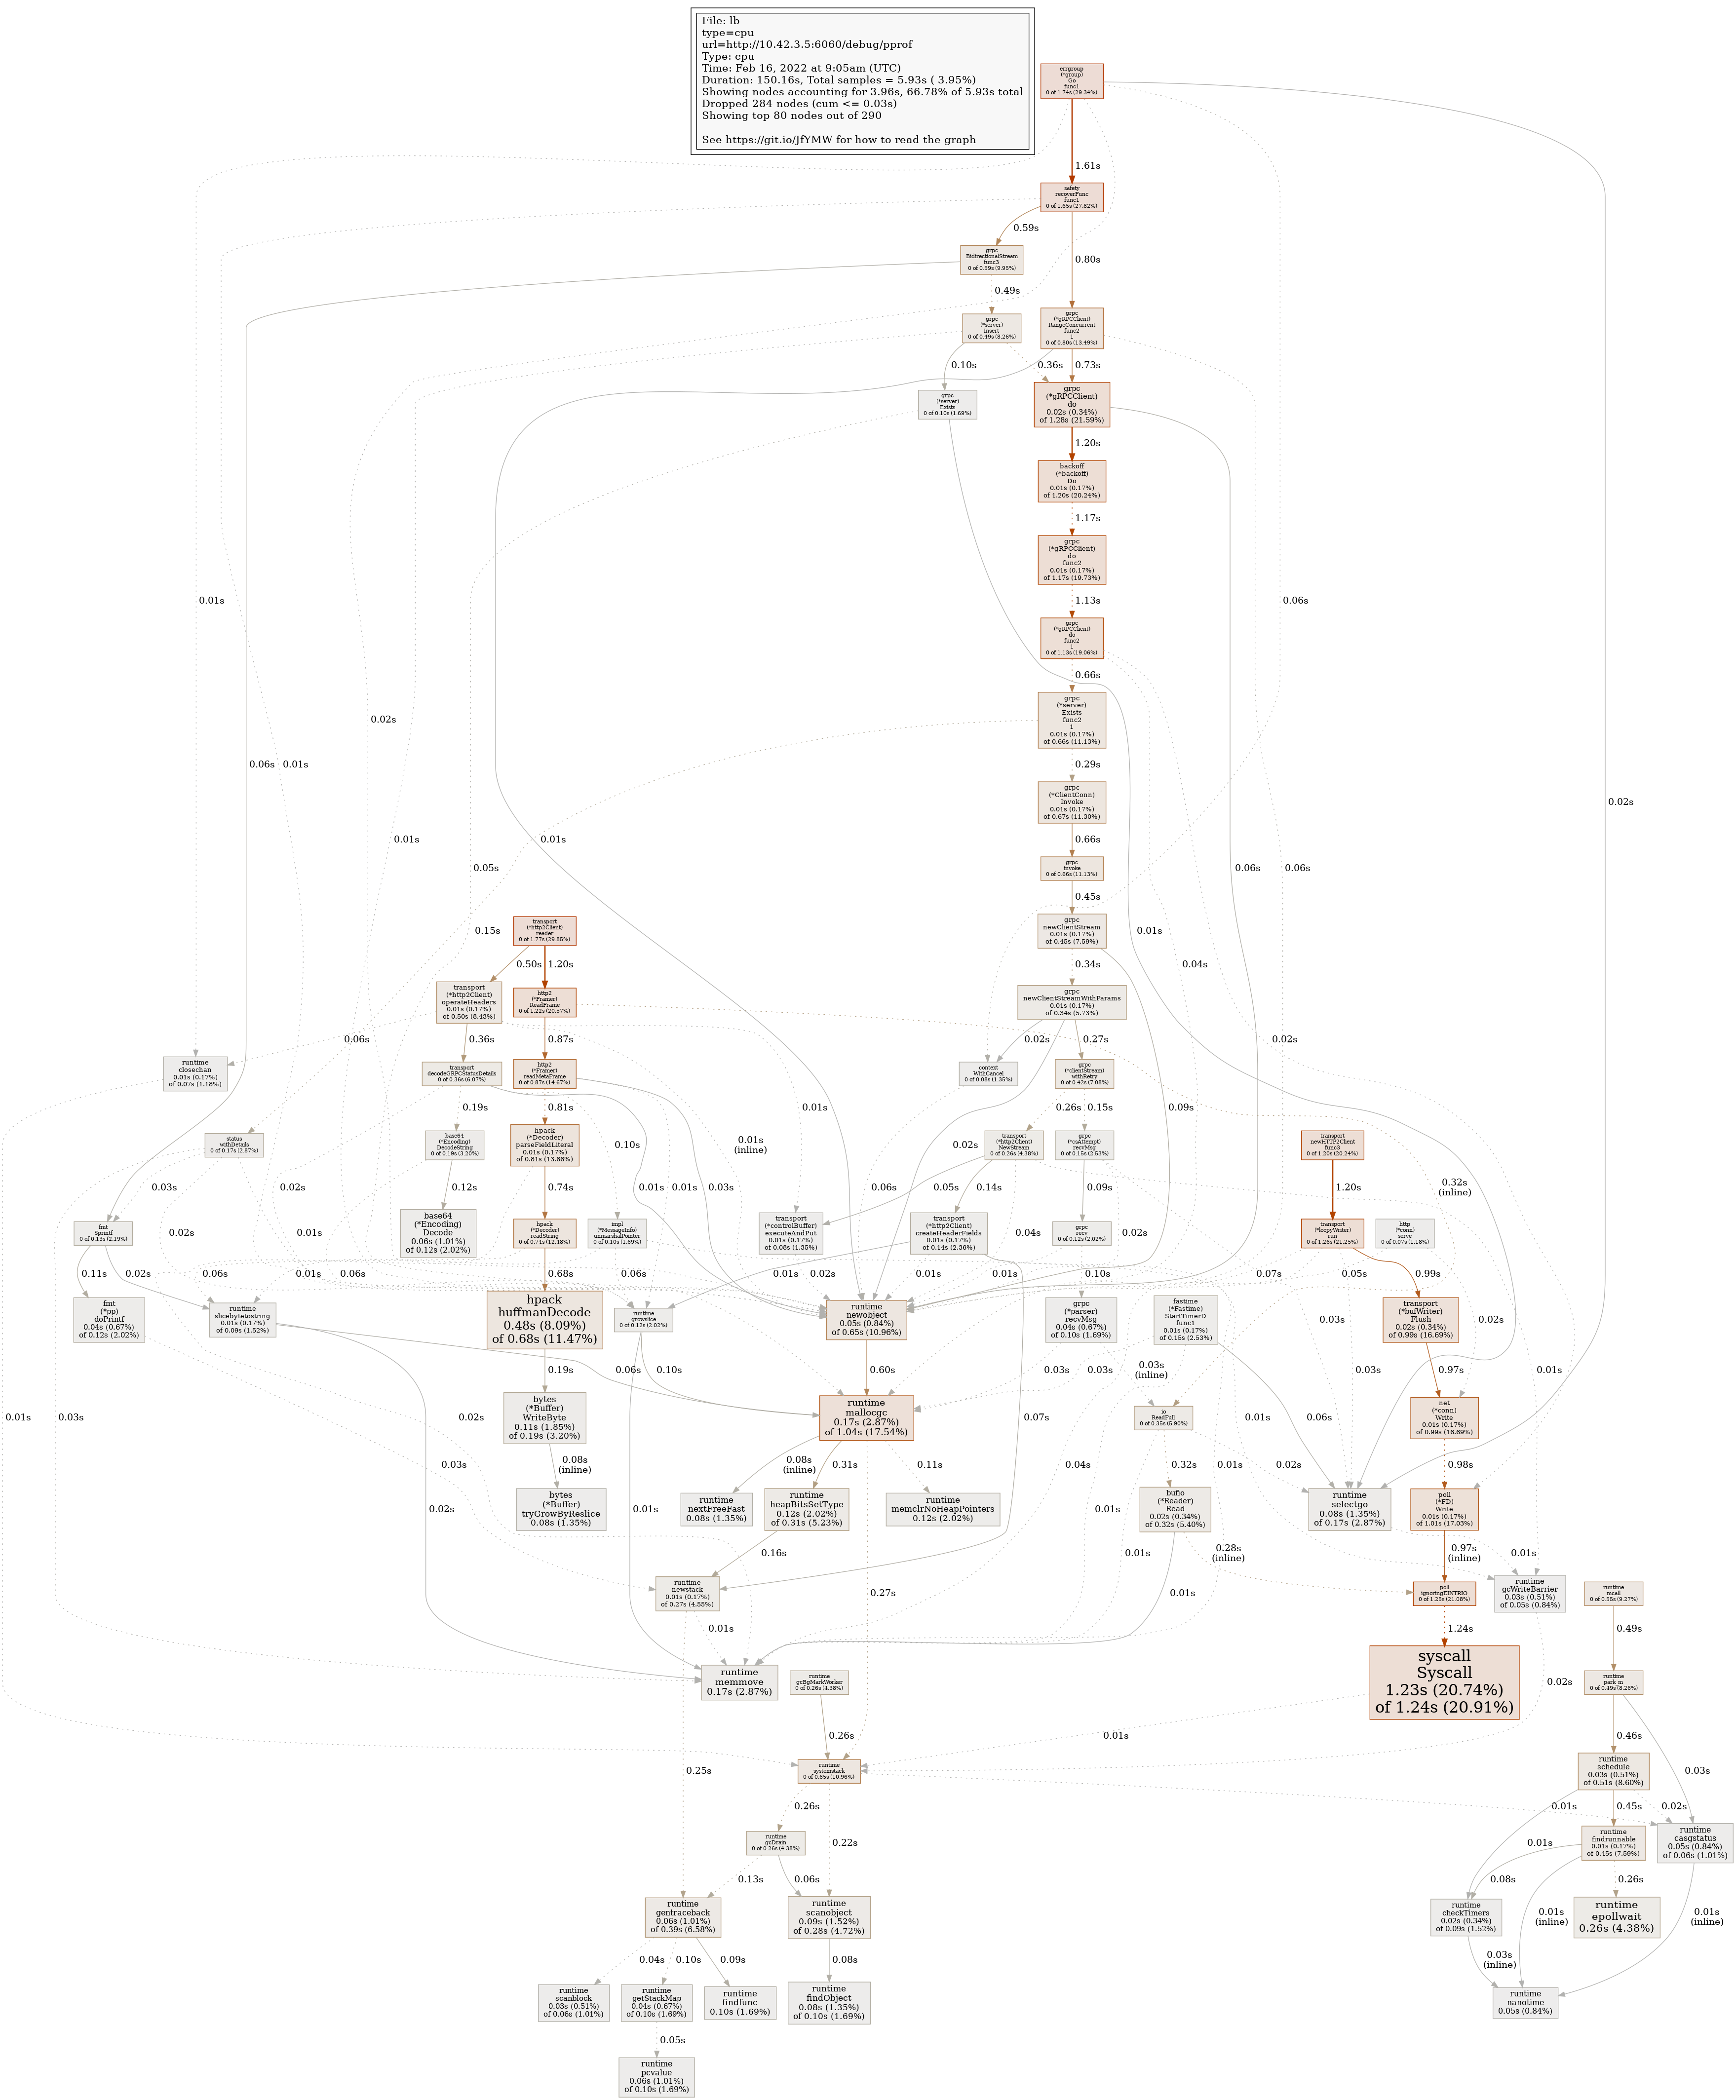 File: lb
type=cpu
url=http://10.42.3.5:6060/debug/pprof
Type: cpu
Time: Feb 16, 2022 at 9:05am (UTC)
Duration: 150.16s, Total samples = 5.93s ( 3.95%)
Showing nodes accounting for 3.96s, 66.78% of 5.93s total
Dropped 284 nodes (cum <= 0.03s)
Showing top 80 nodes out of 290
See https://git.io/JfYMW for how to read the graph
errgroup
(*group)
Go
func1
0 of 1.74s (29.34%)
1.61s
safety
recoverFunc
func1
0 of 1.65s (27.82%)
0.59s
0.80s
grpc
BidirectionalStream
func3
0 of 0.59s (9.95%)
0.49s
grpc
(*server)
Insert
0 of 0.49s (8.26%)
grpc
(*gRPCClient)
RangeConcurrent
func2
1
0 of 0.80s (13.49%)
0.10s
0.36s
0.73s
grpc
(*server)
Exists
0 of 0.10s (1.69%)
grpc
(*gRPCClient)
do
0.02s (0.34%)
of 1.28s (21.59%)
1.20s
backoff
(*backoff)
Do
0.01s (0.17%)
of 1.20s (20.24%)
1.17s
grpc
(*gRPCClient)
do
func2
0.01s (0.17%)
of 1.17s (19.73%)
1.13s
0.01s
0.06s
grpc
(*gRPCClient)
do
func2
1
0 of 1.13s (19.06%)
0.66s
grpc
(*server)
Exists
func2
1
0.01s (0.17%)
of 0.66s (11.13%)
0.02s
0.06s
0.01s
0.29s
grpc
(*ClientConn)
Invoke
0.01s (0.17%)
of 0.67s (11.30%)
0.02s
0.01s
0.01s
0.05s
0.66s
0.06s
0.06s
grpc
invoke
0 of 0.66s (11.13%)
0.45s
transport
(*http2Client)
reader
0 of 1.77s (29.85%)
grpc
newClientStream
0.01s (0.17%)
of 0.45s (7.59%)
0.15s
0.01s
0.50s
1.20s
0.34s
0.04s
transport
(*http2Client)
operateHeaders
0.01s (0.17%)
of 0.50s (8.43%)
http2
(*Framer)
ReadFrame
0 of 1.22s (20.57%)
grpc
newClientStreamWithParams
0.01s (0.17%)
of 0.34s (5.73%)
0.06s
0.36s
0.87s
0.02s
0.27s
0.09s
0.02s
runtime
closechan
0.01s (0.17%)
of 0.07s (1.18%)
transport
decodeGRPCStatusDetails
0 of 0.36s (6.07%)
http2
(*Framer)
readMetaFrame
0 of 0.87s (14.67%)
context
WithCancel
0 of 0.08s (1.35%)
grpc
(*clientStream)
withRetry
0 of 0.42s (7.08%)
0.19s
0.81s
0.01s
0.26s
0.15s
status
withDetails
0 of 0.17s (2.87%)
base64
(*Encoding)
DecodeString
0 of 0.19s (3.20%)
hpack
(*Decoder)
parseFieldLiteral
0.01s (0.17%)
of 0.81s (13.66%)
0.10s
0.01s
(inline)
0.02s
transport
(*http2Client)
NewStream
0 of 0.26s (4.38%)
grpc
(*csAttempt)
recvMsg
0 of 0.15s (2.53%)
transport
newHTTP2Client
func3
0 of 1.20s (20.24%)
0.03s
0.02s
0.12s
0.74s
0.01s
0.01s
0.03s
0.06s
0.05s
0.14s
0.09s
0.32s
(inline)
1.20s
fmt
Sprintf
0 of 0.13s (2.19%)
base64
(*Encoding)
Decode
0.06s (1.01%)
of 0.12s (2.02%)
hpack
(*Decoder)
readString
0 of 0.74s (12.48%)
impl
(*MessageInfo)
unmarshalPointer
0 of 0.10s (1.69%)
transport
(*controlBuffer)
executeAndPut
0.01s (0.17%)
of 0.08s (1.35%)
transport
(*http2Client)
createHeaderFields
0.01s (0.17%)
of 0.14s (2.36%)
0.04s
grpc
recv
0 of 0.12s (2.02%)
0.02s
transport
(*loopyWriter)
run
0 of 1.26s (21.25%)
http
(*conn)
serve
0 of 0.07s (1.18%)
0.02s
0.01s
0.11s
0.02s
0.06s
0.01s
0.06s
0.68s
0.06s
0.02s
0.01s
0.01s
0.01s
0.10s
0.07s
0.05s
0.99s
fmt
(*pp)
doPrintf
0.04s (0.67%)
of 0.12s (2.02%)
runtime
slicebytetostring
0.01s (0.17%)
of 0.09s (1.52%)
hpack
huffmanDecode
0.48s (8.09%)
of 0.68s (11.47%)
runtime
growslice
0 of 0.12s (2.02%)
runtime
newobject
0.05s (0.84%)
of 0.65s (10.96%)
grpc
(*parser)
recvMsg
0.04s (0.67%)
of 0.10s (1.69%)
fastime
(*Fastime)
StartTimerD
func1
0.01s (0.17%)
of 0.15s (2.53%)
transport
(*bufWriter)
Flush
0.02s (0.34%)
of 0.99s (16.69%)
0.03s
0.02s
0.01s
0.19s
0.06s
0.10s
0.60s
0.03s
0.03s
0.03s
(inline)
0.03s
0.97s
bytes
(*Buffer)
WriteByte
0.11s (1.85%)
of 0.19s (3.20%)
runtime
mallocgc
0.17s (2.87%)
of 1.04s (17.54%)
io
ReadFull
0 of 0.35s (5.90%)
net
(*conn)
Write
0.01s (0.17%)
of 0.99s (16.69%)
0.01s
0.03s
0.02s
0.03s
0.02s
0.08s
(inline)
0.01s
0.08s
(inline)
0.31s
0.11s
0.07s
0.04s
0.01s
0.32s
0.01s
0.01s
0.02s
0.06s
0.98s
bytes
(*Buffer)
tryGrowByReslice
0.08s (1.35%)
runtime
nextFreeFast
0.08s (1.35%)
runtime
heapBitsSetType
0.12s (2.02%)
of 0.31s (5.23%)
runtime
memclrNoHeapPointers
0.12s (2.02%)
bufio
(*Reader)
Read
0.02s (0.34%)
of 0.32s (5.40%)
runtime
selectgo
0.08s (1.35%)
of 0.17s (2.87%)
poll
(*FD)
Write
0.01s (0.17%)
of 1.01s (17.03%)
0.16s
0.27s
0.01s
0.01s
0.28s
(inline)
0.01s
0.97s
(inline)
runtime
newstack
0.01s (0.17%)
of 0.27s (4.55%)
poll
ignoringEINTRIO
0 of 1.25s (21.08%)
runtime
gcWriteBarrier
0.03s (0.51%)
of 0.05s (0.84%)
runtime
mcall
0 of 0.55s (9.27%)
0.01s
1.24s
0.49s
runtime
memmove
0.17s (2.87%)
runtime
gcBgMarkWorker
0 of 0.26s (4.38%)
syscall
Syscall
1.23s (20.74%)
of 1.24s (20.91%)
0.02s
runtime
park_m
0 of 0.49s (8.26%)
0.26s
0.01s
0.46s
0.03s
0.25s
runtime
systemstack
0 of 0.65s (10.96%)
runtime
schedule
0.03s (0.51%)
of 0.51s (8.60%)
0.26s
0.22s
0.01s
0.01s
0.45s
0.02s
runtime
gcDrain
0 of 0.26s (4.38%)
runtime
findrunnable
0.01s (0.17%)
of 0.45s (7.59%)
runtime
casgstatus
0.05s (0.84%)
of 0.06s (1.01%)
0.13s
0.06s
0.08s
0.26s
0.01s
(inline)
0.01s
(inline)
runtime
gentraceback
0.06s (1.01%)
of 0.39s (6.58%)
runtime
scanobject
0.09s (1.52%)
of 0.28s (4.72%)
runtime
checkTimers
0.02s (0.34%)
of 0.09s (1.52%)
runtime
epollwait
0.26s (4.38%)
0.04s
0.10s
0.09s
0.08s
0.03s
(inline)
runtime
scanblock
0.03s (0.51%)
of 0.06s (1.01%)
runtime
getStackMap
0.04s (0.67%)
of 0.10s (1.69%)
runtime
findfunc
0.10s (1.69%)
runtime
findObject
0.08s (1.35%)
of 0.10s (1.69%)
runtime
nanotime
0.05s (0.84%)
0.05s
runtime
pcvalue
0.06s (1.01%)
of 0.10s (1.69%)